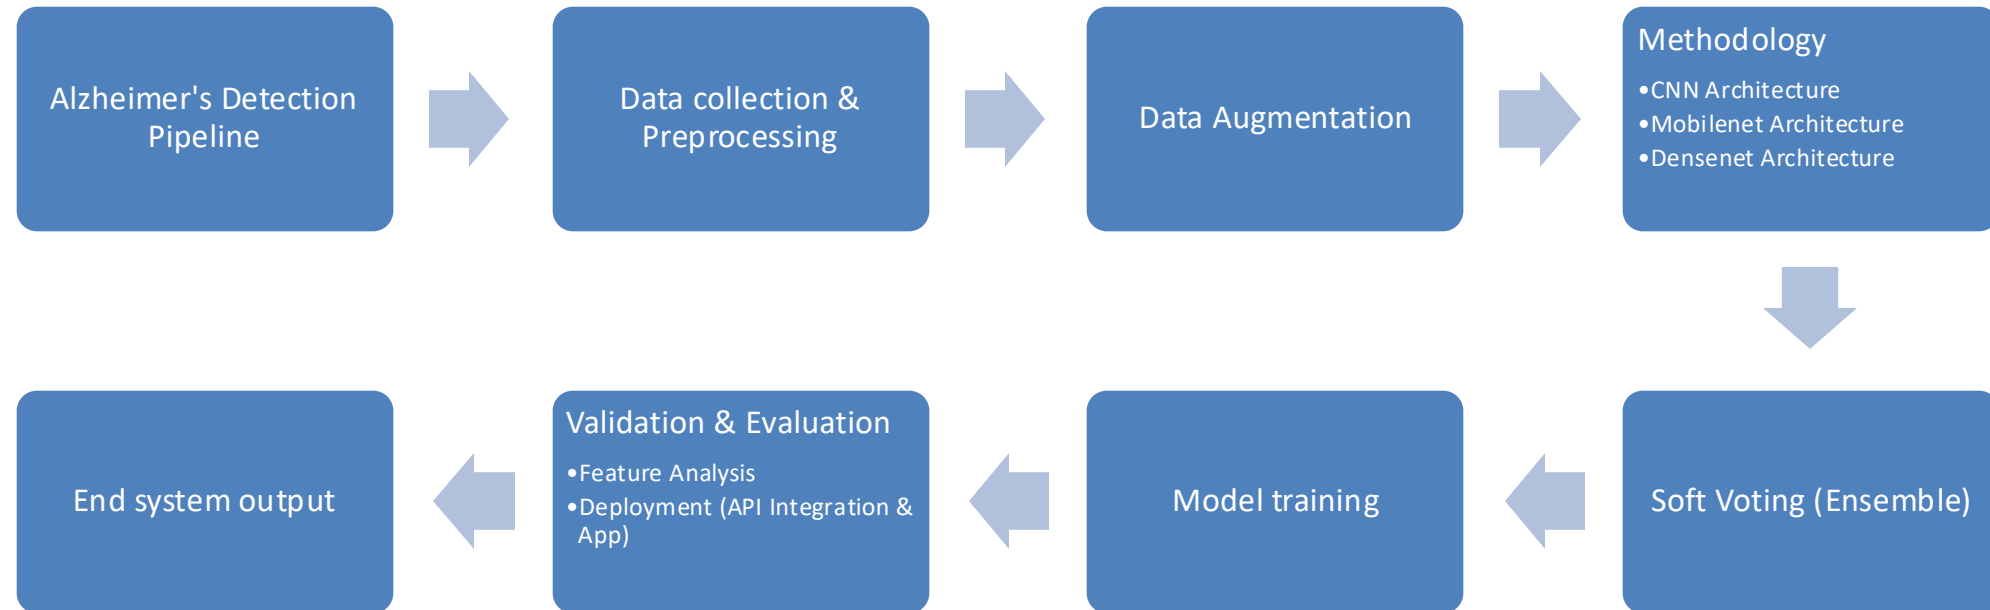 Alzheimer's Detection
Pipeline
Data collection &
Preprocessing
Data Augmentation
Methodology
•CNN Architecture
•Mobilenet Architecture
•Densenet Architecture
Soft Voting (Ensemble)
Model training
Validation & Evaluation
•Feature Analysis
•Deployment (API Integration &
App)
End system output